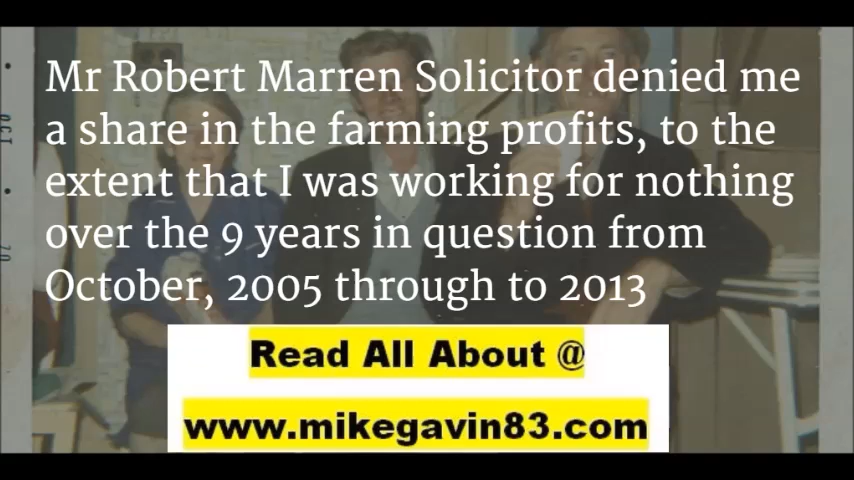 Mr Robert Marren Solicitor denied me
a share in the farming profits, to the
extent that I was working for nothing
over the 9 years in question from
October, 2005 through to 2013
Read All About @
www.mikegavin83.com
OCT